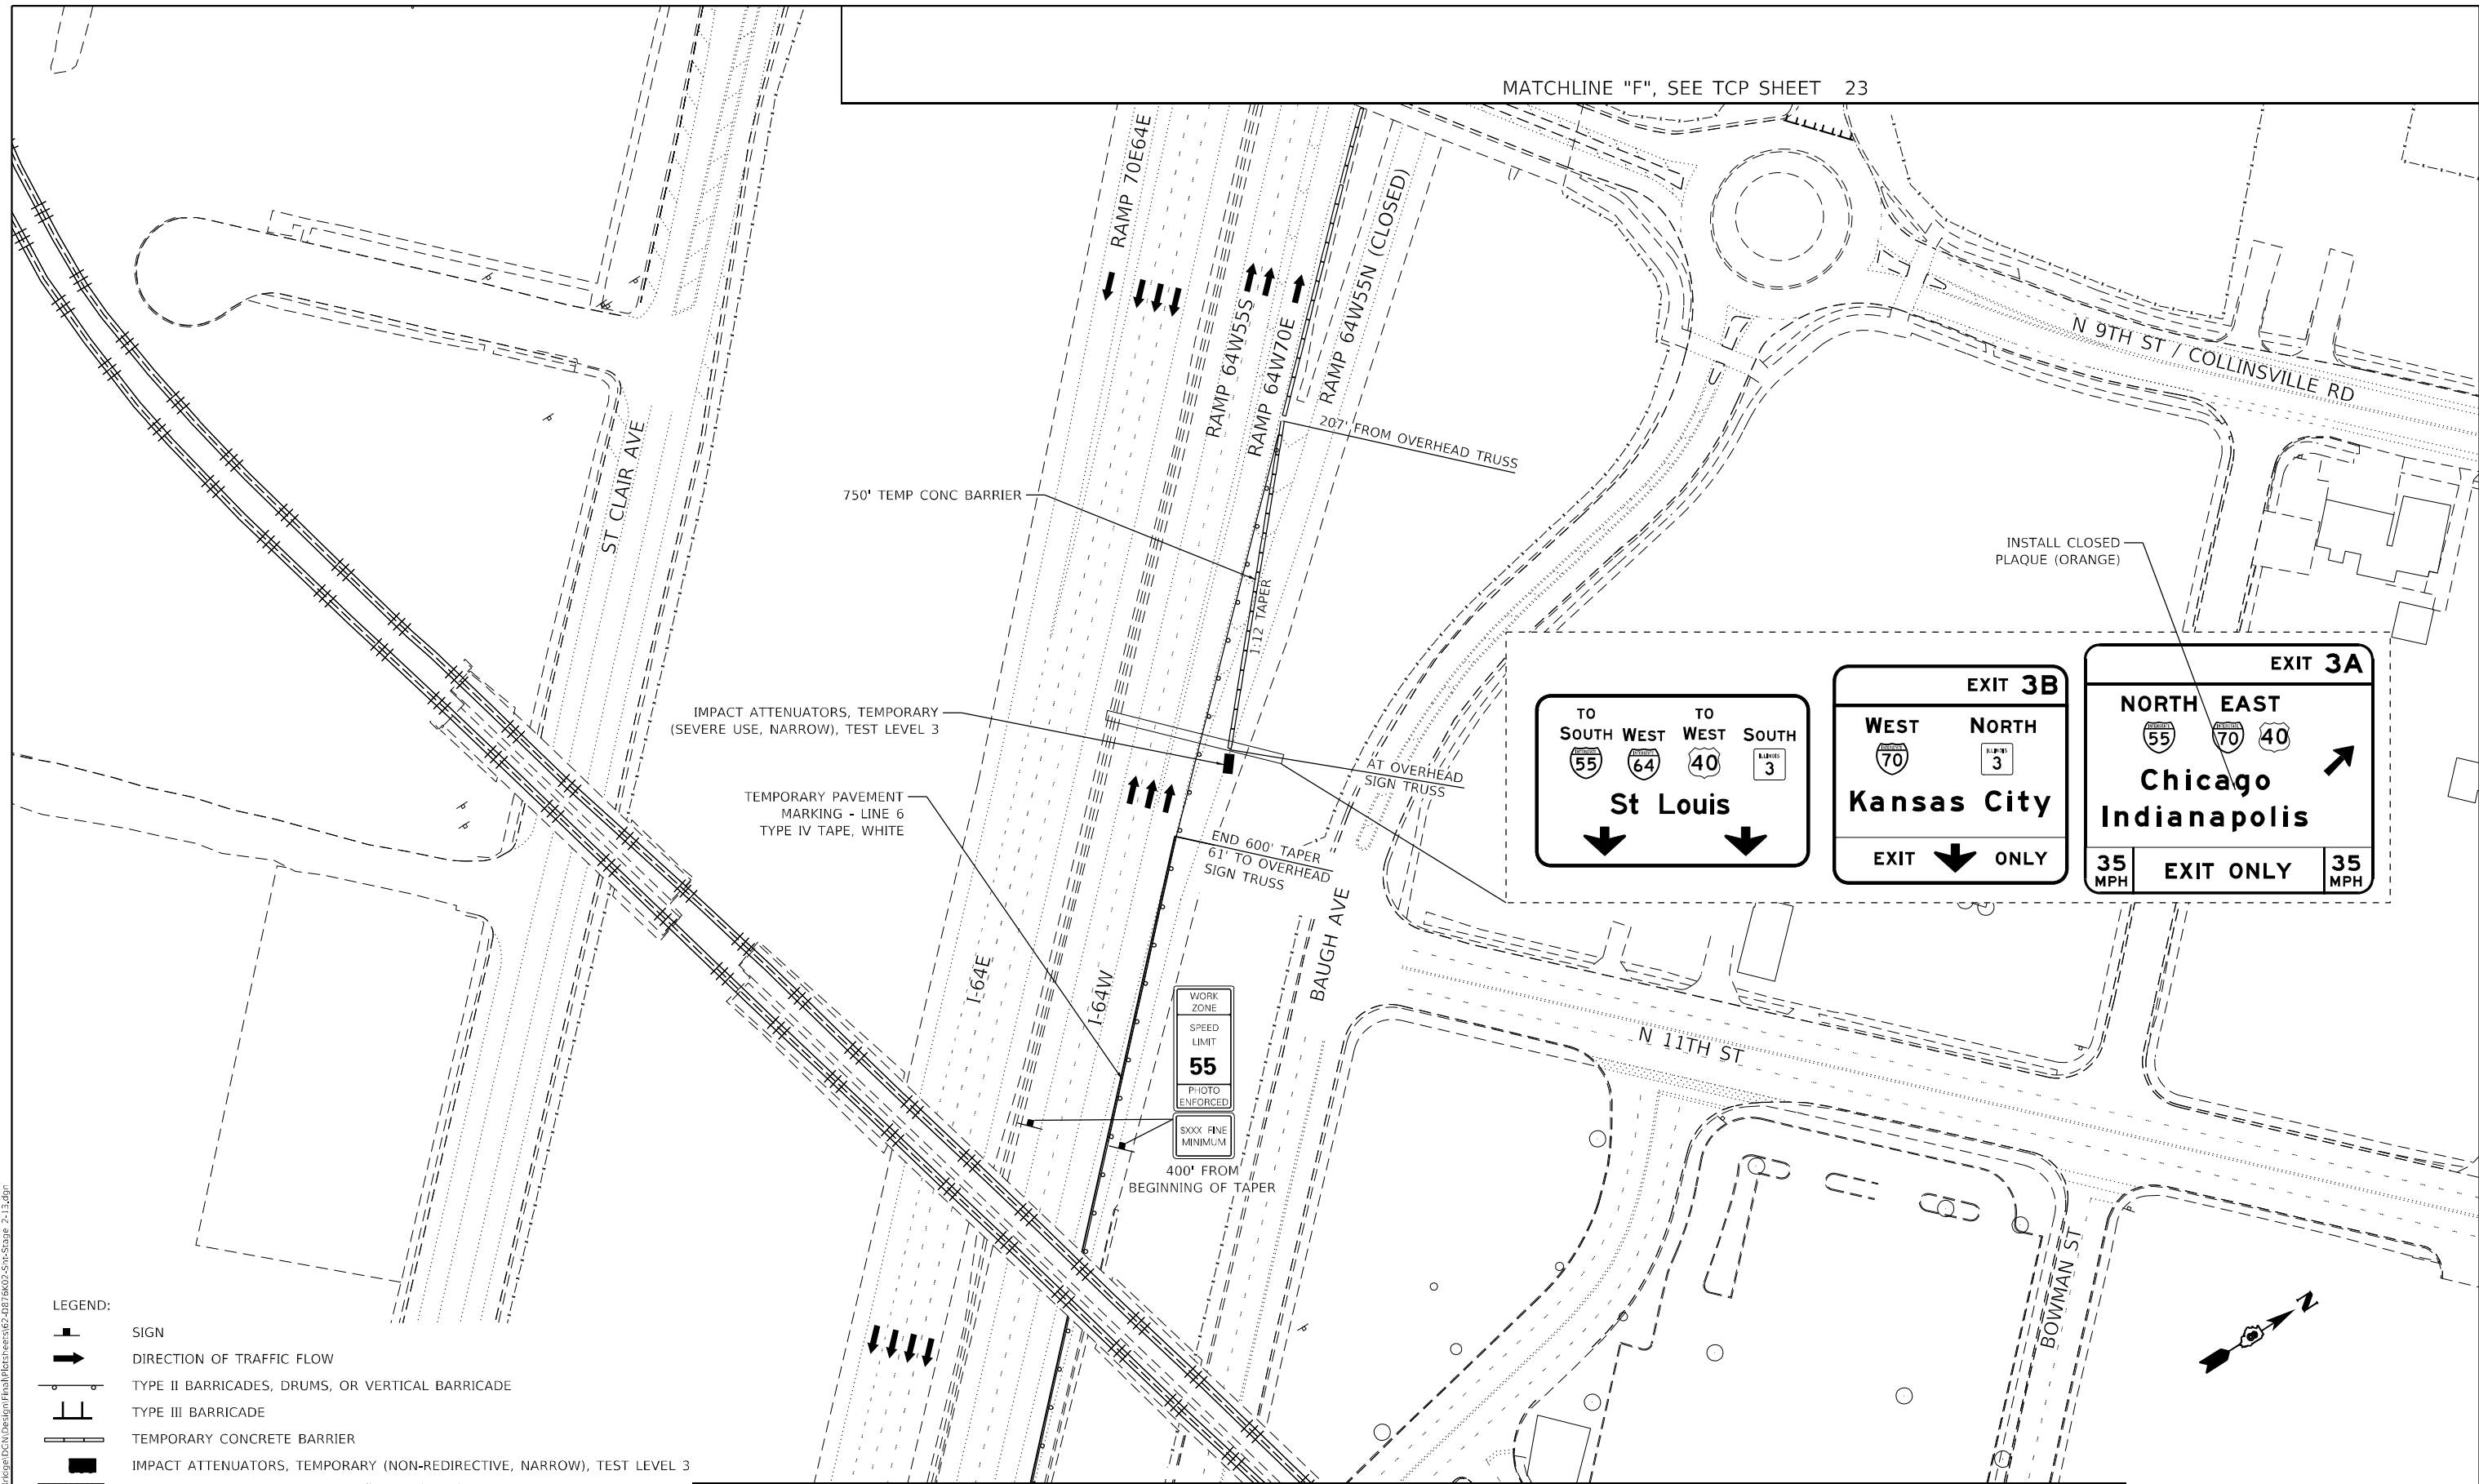 MATCHLINE "F", SEE TCP SHEET 23
RAMP 70E64E
RAMP 64W55S
RAMP 64W70E
RAMP 64W55N (CLOSED)
N 9TH ST / COLLINSVILLE RD
ST CLAIR AVE
207' FROM OVERHEAD TRUSS
750' TEMP CONC BARRIER
1:12 TAPER
INSTALL CLOSED
PLAQUE (ORANGE)
IMPACT ATTENUATORS, TEMPORARY
(SEVERE USE, NARROW), TEST LEVEL 3
AT OVERHEAD
SIGN TRUSS
TEMPORARY PAVEMENT
MARKING - LINE 6
TYPE IV TAPE, WHITE
END 600' TAPER
61' TO OVERHEAD
SIGN TRUSS
TO TO
SOUTH WEST WEST SOUTH
INTERSTATE 55 INTERSTATE 64 40 ILLINOIS 3
St Louis
EXIT 3B
WEST NORTH
INTERSTATE 70 ILLINOIS 3
Kansas City
EXIT ONLY
EXIT 3A
NORTH EAST
INTERSTATE 55 INTERSTATE 70 40
Chicago
Indianapolis
35 MPH EXIT ONLY 35 MPH
I-64E
I-64W
BAUGH AVE
N 11TH ST
BOWMAN ST
WORK
ZONE
SPEED
LIMIT
55
PHOTO
ENFORCED
$XXX FINE
MINIMUM
400' FROM
BEGINNING OF TAPER
N
LEGEND:
SIGN
DIRECTION OF TRAFFIC FLOW
TYPE II BARRICADES, DRUMS, OR VERTICAL BARRICADE
TYPE III BARRICADE
TEMPORARY CONCRETE BARRIER
IMPACT ATTENUATORS, TEMPORARY (NON-REDIRECTIVE, NARROW), TEST LEVEL 3